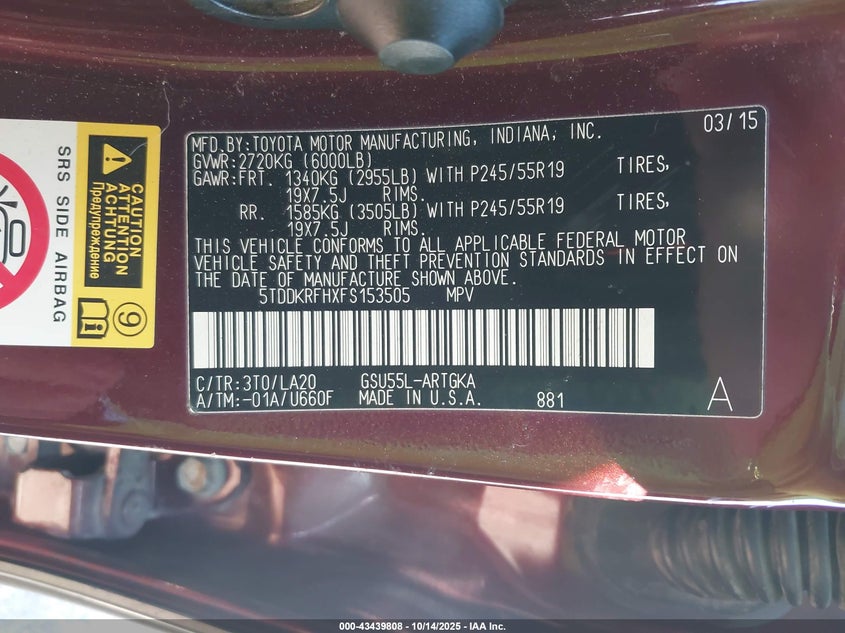 MFD.BY:TOYOTA MOTOR MANUFACTURING, INDIANA, INC. 03/15
GVWR:2720KG (6000LB)
GAWR:FRT. 1340KG (2955LB) WITH P245/55R19 TIRES,
19X7.5J RIMS.
RR. 1585KG (3505LB) WITH P245/55R19 TIRES,
19X7.5J RIMS.
THIS VEHICLE CONFORMS TO ALL APPLICABLE FEDERAL MOTOR
VEHICLE SAFETY AND THEFT PREVENTION STANDARDS IN EFFECT ON
THE DATE OF MANUFACTURE SHOWN ABOVE.
5TDDKRFHXFS153505 MPV
C/TR:3T0/LA20 GSU55L-ARTGKA
A/TM:-01A/U660F MADE IN U.S.A. 881 A
SRS SIDE AIRBAG
CAUTION
ATTENTION
ACHTUNG
Предупреждение
9
000-43439808 - 10/14/2025 - IAA Inc.